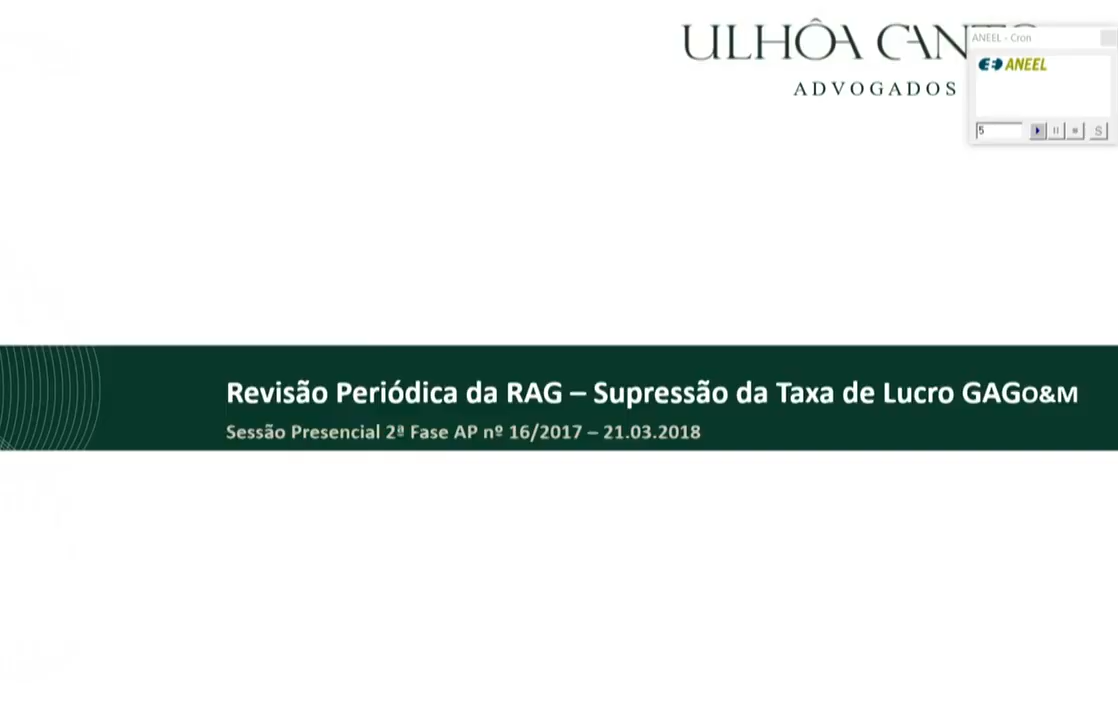 ULHÔA CANTO
ADVOGADOS
ANEEL - Cron
ANEEL
5
S
Revisão Periódica da RAG – Supressão da Taxa de Lucro GAGO&M
Sessão Presencial 2ª Fase AP nº 16/2017 – 21.03.2018